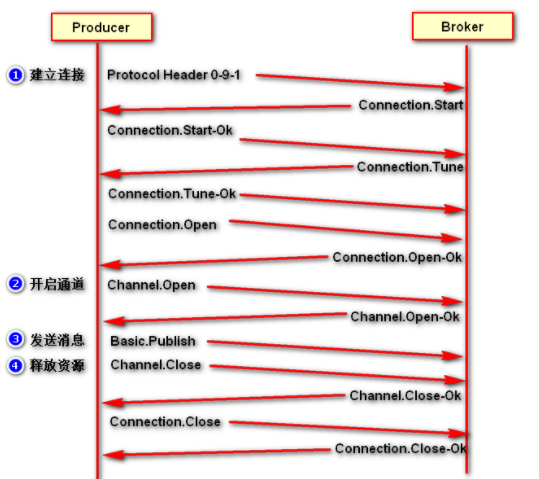 Producer
Broker
1 建立连接 Protocol Header 0-9-1
Connection.Start
Connection.Start-Ok
Connection.Tune
Connection.Tune-Ok
Connection.Open
Connection.Open-Ok
2 开启通道 Channel.Open
Channel.Open-Ok
3 发送消息 Basic.Publish
4 释放资源 Channel.Close
Channel.Close-Ok
Connection.Close
Connection.Close-Ok